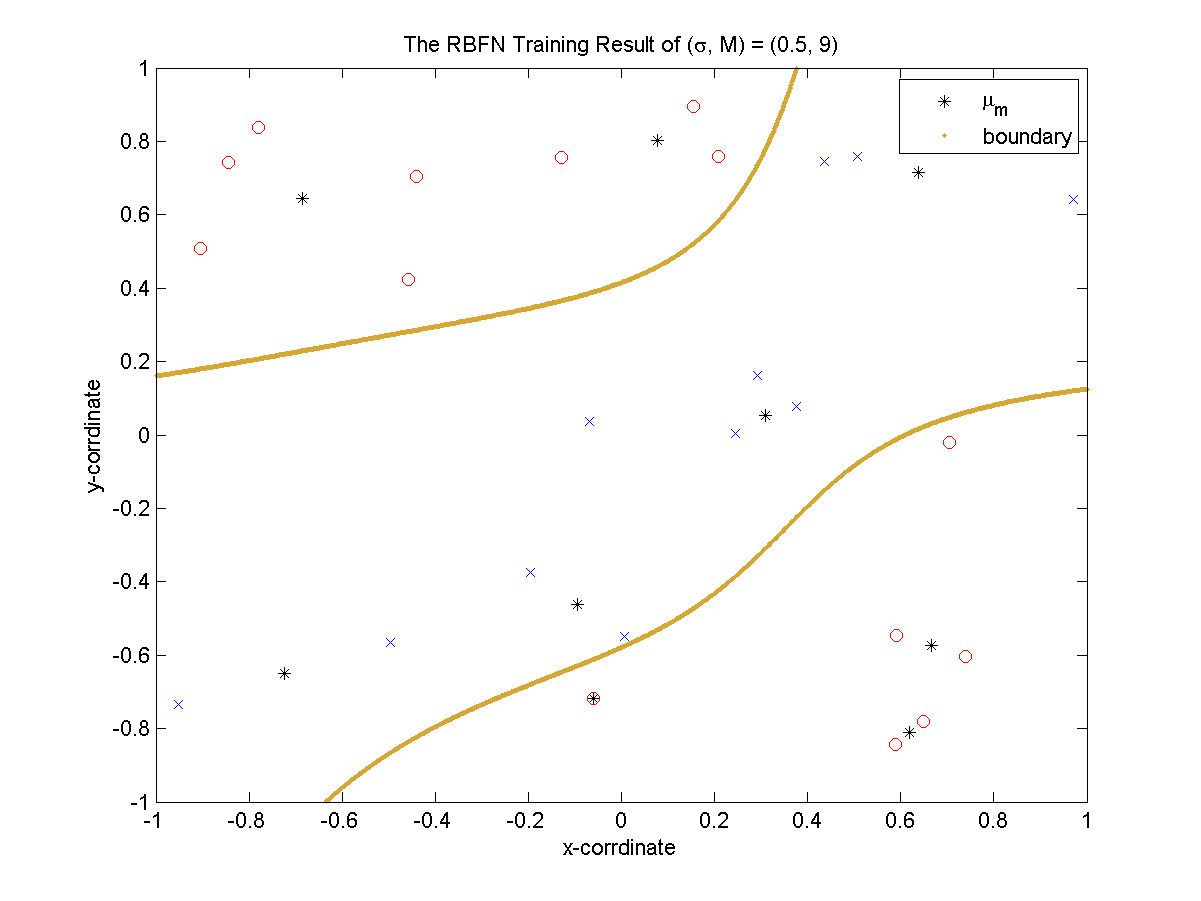 The RBFN Training Result of (σ, M) = (0.5, 9)
μm
boundary
1
0.8
0.6
0.4
0.2
0
-0.2
-0.4
-0.6
-0.8
-1
y-corrdinate
-1 -0.8 -0.6 -0.4 -0.2 0 0.2 0.4 0.6 0.8 1
x-corrdinate